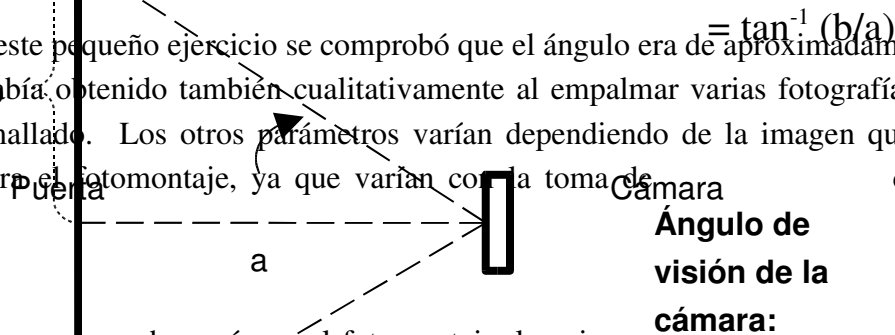 = tan-1 (b/a)
este pequeño ejercicio se comprobó que el ángulo era de aproximadam
bía obtenido también cualitativamente al empalmar varias fotografía
hallado. Los otros parámetros varían dependiendo de la imagen qu
ra el fotomontaje, ya que varían con la toma de
Puerta
Cámara
Ángulo de
a
visión de la
cámara: